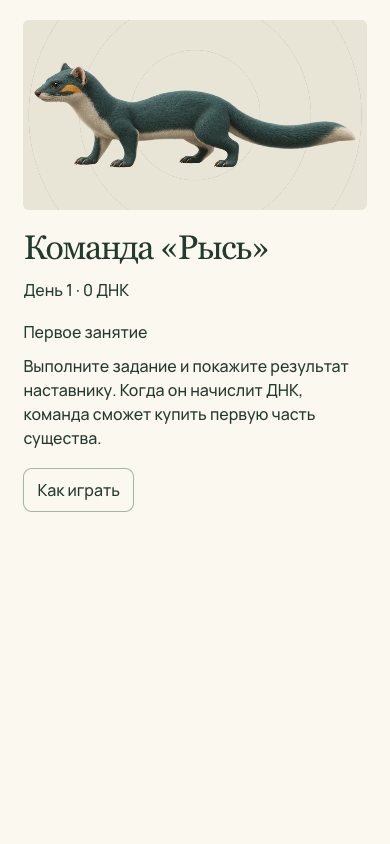 Команда «Рысь»
День 1 · 0 ДНК
Первое занятие
Выполните задание и покажите результат
наставнику. Когда он начислит ДНК,
команда сможет купить первую часть
существа.
Как играть